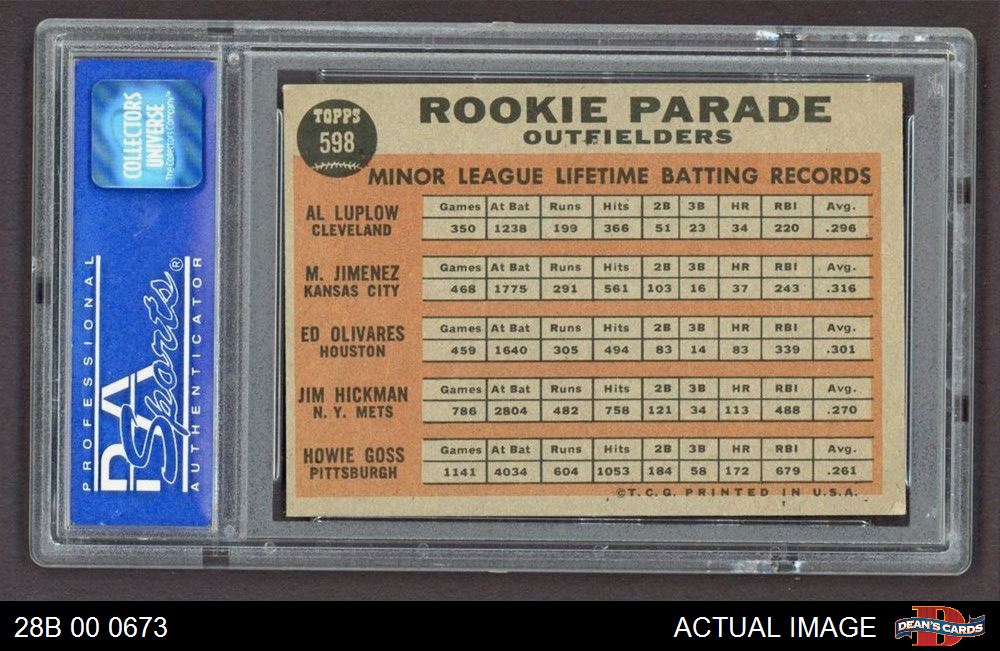 COLLECTORS
UNIVERSE
The Collectors Company™
PROFESSIONAL
PSA
Sports®
AUTHENTICATOR
TOPPS
598
ROOKIE PARADE
OUTFIELDERS
MINOR LEAGUE LIFETIME BATTING RECORDS
AL LUPLOW
CLEVELAND
Games At Bat Runs Hits 2B 3B HR RBI Avg.
350 1238 199 366 51 23 34 220 .296
M. JIMENEZ
KANSAS CITY
Games At Bat Runs Hits 2B 3B HR RBI Avg.
468 1775 291 561 103 16 37 243 .316
ED OLIVARES
HOUSTON
Games At Bat Runs Hits 2B 3B HR RBI Avg.
459 1640 305 494 83 14 83 339 .301
JIM HICKMAN
N. Y. METS
Games At Bat Runs Hits 2B 3B HR RBI Avg.
786 2804 482 758 121 34 113 488 .270
HOWIE GOSS
PITTSBURGH
Games At Bat Runs Hits 2B 3B HR RBI Avg.
1141 4034 604 1053 184 58 172 679 .261
©T. C. G. PRINTED IN U.S.A.
28B 00 0673
ACTUAL IMAGE
D
DEAN'S CARDS